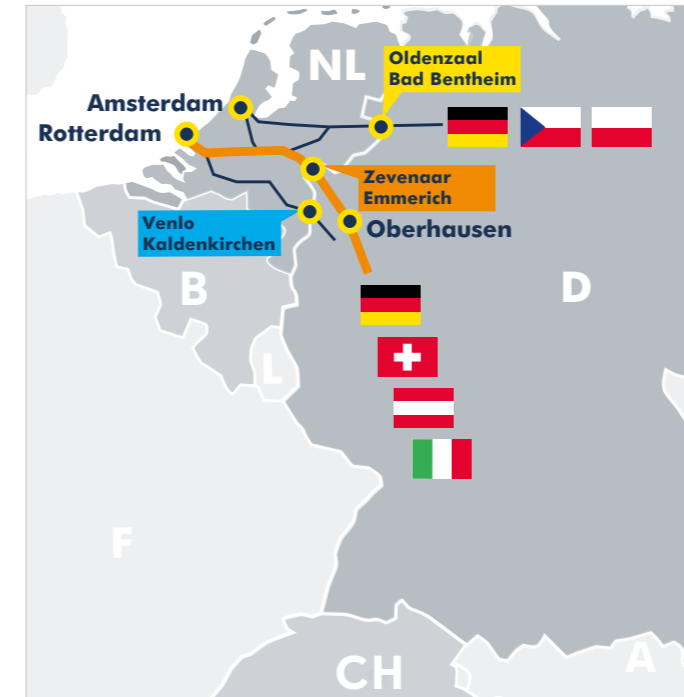 NL
Oldenzaal
Bad Bentheim
Amsterdam
Rotterdam
Zevenaar
Emmerich
Venlo
Kaldenkirchen
Oberhausen
B
D
L
F
CH
A